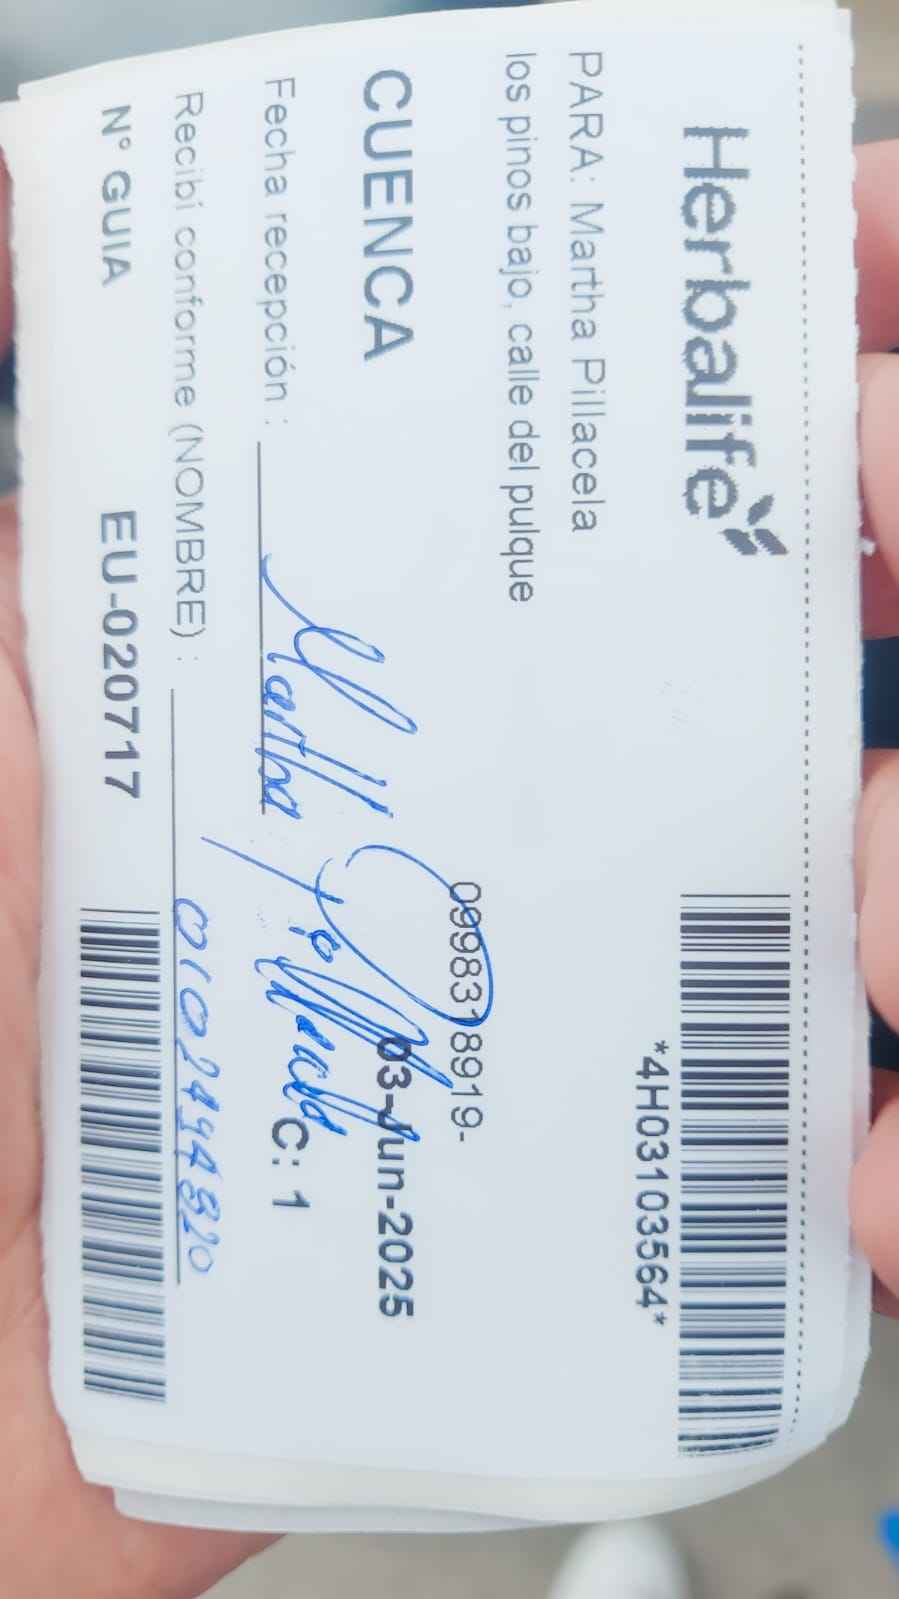 Herbalife
*4H03103564*
PARA: Martha Pillacela
los pinos bajo, calle del pulque
0998318919-
CUENCA
03-Jun-2025
Fecha recepción : Martha Pillacela
C: 1
Recibí conforme (NOMBRE) : 0102494820
N° GUIA EU-020717